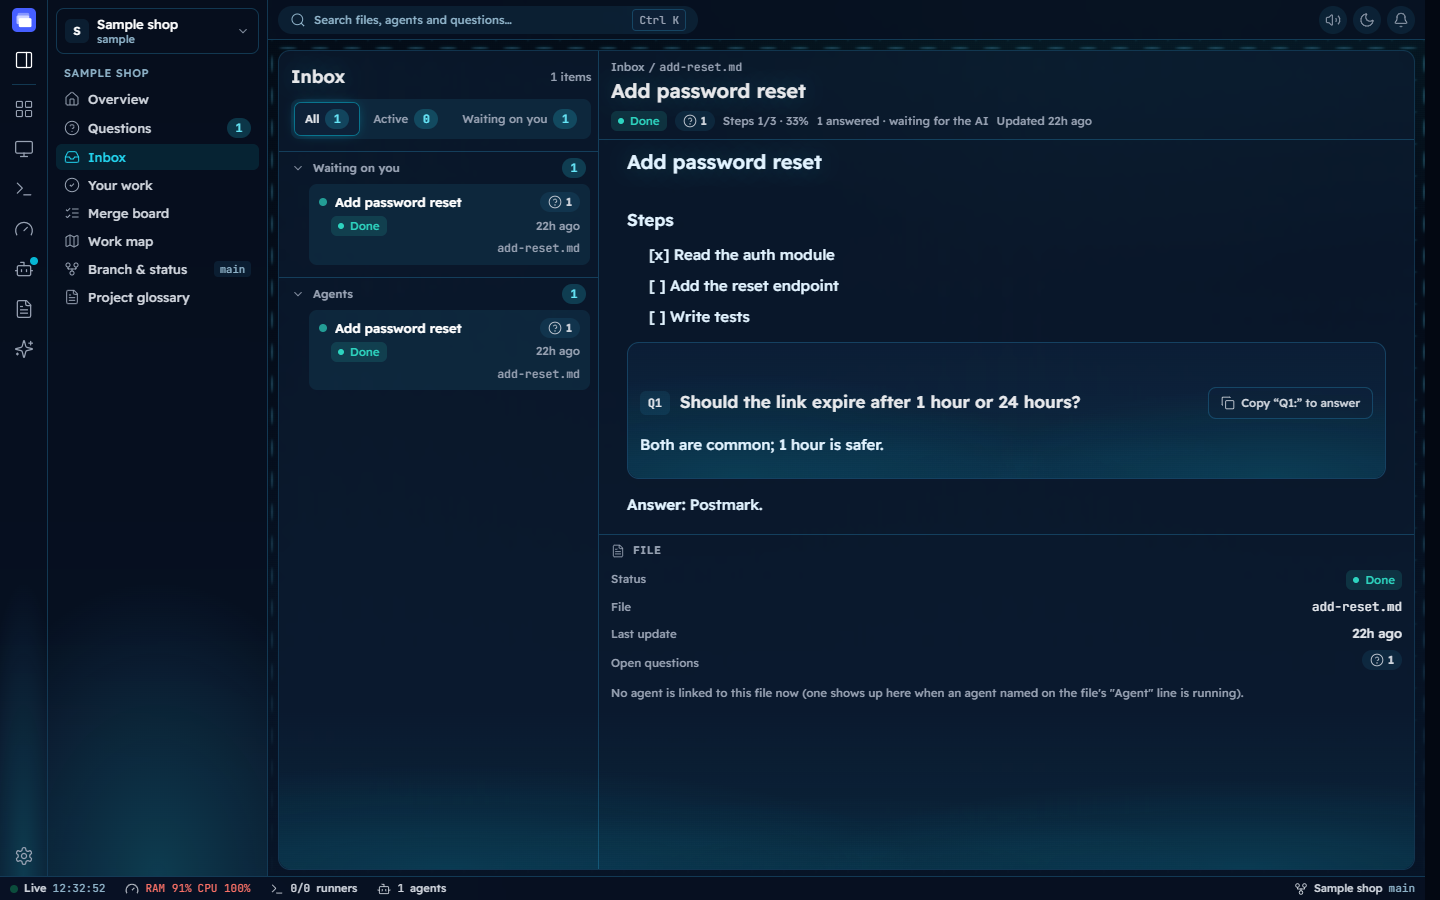 Sample shop
sample
S
SAMPLE SHOP
Overview
Questions 1
Inbox
Your work
Merge board
Work map
Branch & status main
Project glossary
Search files, agents and questions... Ctrl K
Inbox 1 items
All 1 Active 0 Waiting on you 1
Waiting on you 1
Add password reset 1
Done 22h ago
add-reset.md
Agents 1
Add password reset 1
Done 22h ago
add-reset.md
Inbox / add-reset.md
Add password reset
Done 1 Steps 1/3 · 33% 1 answered · waiting for the AI Updated 22h ago
Add password reset
Steps
[x] Read the auth module
[ ] Add the reset endpoint
[ ] Write tests
Q1 Should the link expire after 1 hour or 24 hours? Copy “Q1:” to answer
Both are common; 1 hour is safer.
Answer: Postmark.
FILE
Status Done
File add-reset.md
Last update 22h ago
Open questions 1
No agent is linked to this file now (one shows up here when an agent named on the file's "Agent" line is running).
Live 12:32:52 RAM 91% CPU 100% 0/0 runners 1 agents Sample shop main